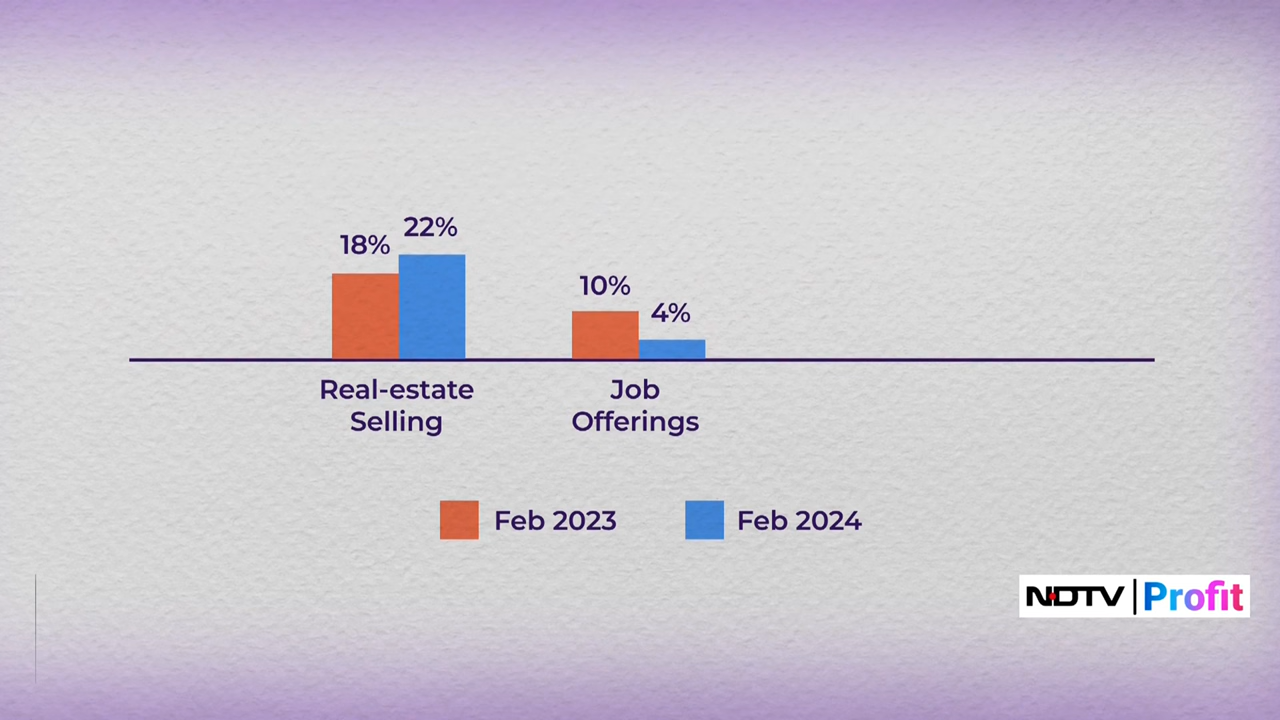 18%
22%
10%
4%
Real-estate
Selling
Job
Offerings
Feb 2023
Feb 2024
NDTV Profit